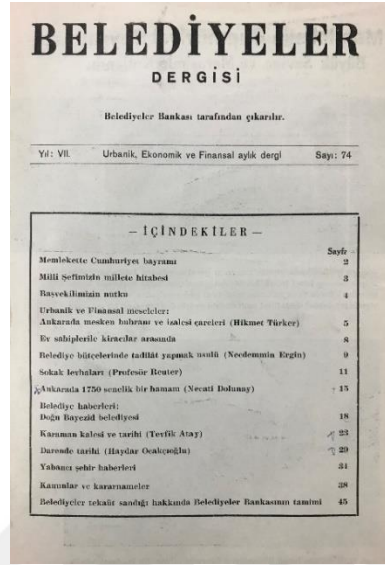 BELEDİYELER
DERGİSİ
Belediyeler Bankası tarafından çıkarılır.
Yıl: VII. Urbanik, Ekonomik ve Finansal aylık dergi Sayı: 74
— İÇİNDEKİLER —
Sayfa
Memlekette Cumhuriyet bayramı 2
Milli Şefimizin millete hitabesi 3
Başvekilimizin nutku 4
Urbanik ve Finansal meseleler:
Ankarada mesken buhranı ve izalesi çareleri (Hikmet Türker) 5
Ev sahiplerile kiracılar arasında 8
Belediye bütçelerinde tadilât yapmak usulü (Necdemmin Ergin) 9
Sokak levhaları (Profesör Reuter) 11
Ankarada 1750 senelik bir hamam (Necati Dolunay) 15
Belediye haberleri:
Doğu Bayezid belediyesi 18
Karaman kalesi ve tarihi (Tevfik Atay) 23
Darende tarihi (Haydar Ocakçıoğlu) 29
Yabancı şehir haberleri 34
Kanunlar ve kararnameler 38
Belediyeler tekaüt sandığı hakkında Belediyeler Bankasının tamimi 45